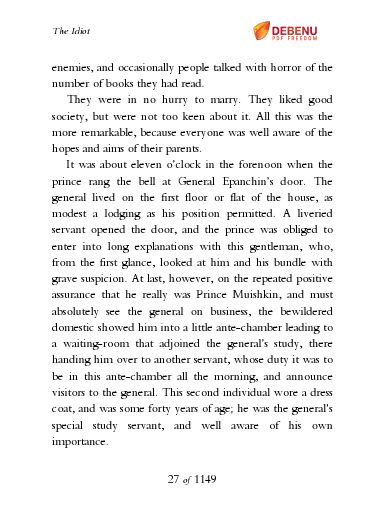 The Idiot
DEBENU
PDF FREEDOM
enemies, and occasionally people talked with horror of the
number of books they had read.
They were in no hurry to marry. They liked good
society, but were not too keen about it. All this was the
more remarkable, because everyone was well aware of the
hopes and aims of their parents.
It was about eleven o'clock in the forenoon when the
prince rang the bell at General Epanchin's door. The
general lived on the first floor or flat of the house, as
modest a lodging as his position permitted. A liveried
servant opened the door, and the prince was obliged to
enter into long explanations with this gentleman, who,
from the first glance, looked at him and his bundle with
grave suspicion. At last, however, on the repeated positive
assurance that he really was Prince Muishkin, and must
absolutely see the general on business, the bewildered
domestic showed him into a little ante-chamber leading to
a waiting-room that adjoined the general's study, there
handing him over to another servant, whose duty it was to
be in this ante-chamber all the morning, and announce
visitors to the general. This second individual wore a dress
coat, and was some forty years of age; he was the general's
special study servant, and well aware of his own
importance.
27 of 1149